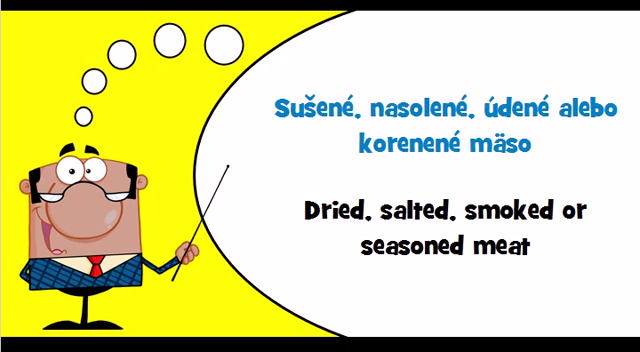 Sušené, nasolené, údené alebo
korenené mäso
Dried, salted, smoked or
seasoned meat